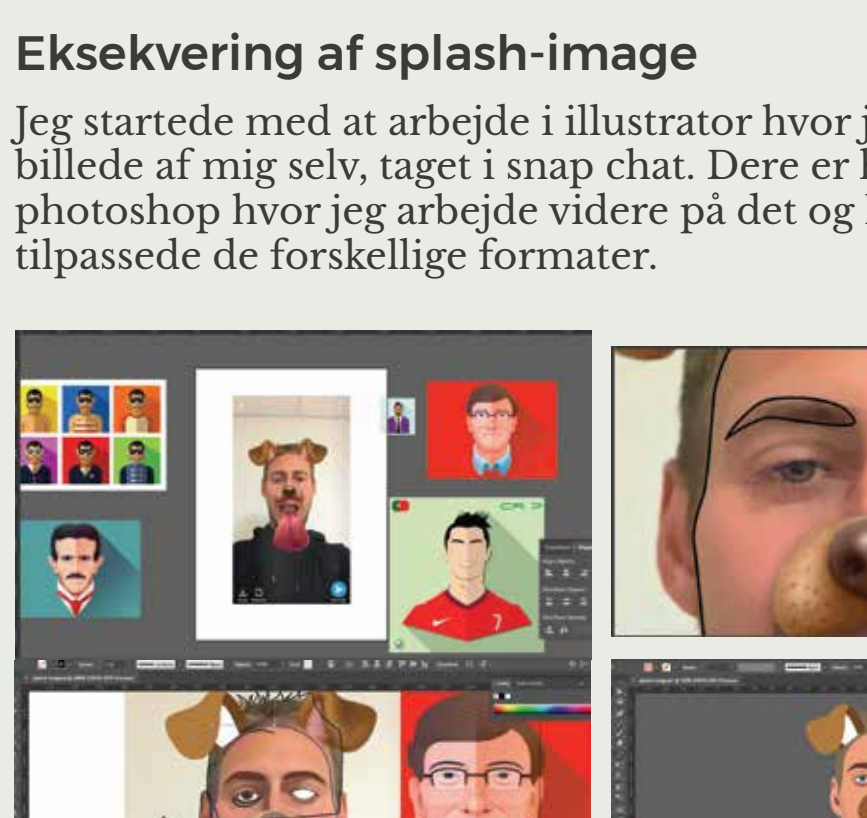 Eksekvering af splash-image
Jeg startede med at arbejde i illustrator hvor
billede af mig selv, taget i snap chat. Dere er
photoshop hvor jeg arbejde videre på det og
tilpassede de forskellige formater.
7